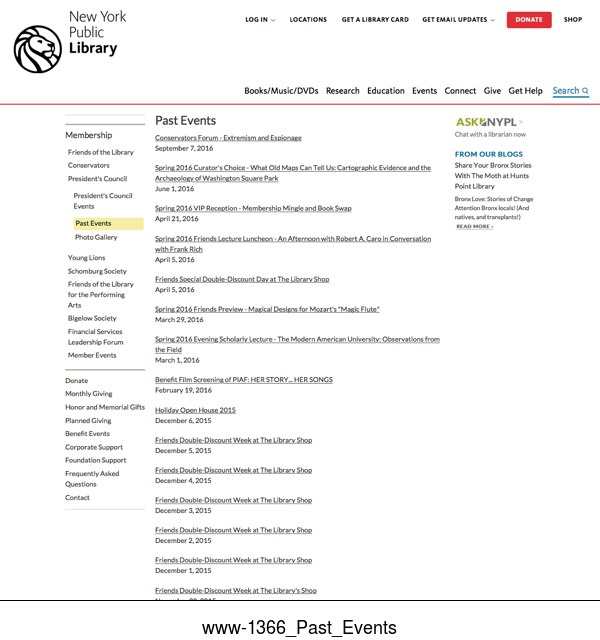 New York
Public
Library
LOG IN
LOCATIONS
GET A LIBRARY CARD
GET EMAIL UPDATES
DONATE
SHOP
Books/Music/DVDs
Research
Education
Events
Connect
Give
Get Help
Search
Membership
Friends of the Library
Conservators
President's Council
President's Council
Events
Past Events
Photo Gallery
Young Lions
Schomburg Society
Friends of the Library
for the Performing
Arts
Bigelow Society
Financial Services
Leadership Forum
Member Events
Donate
Monthly Giving
Honor and Memorial Gifts
Planned Giving
Benefit Events
Corporate Support
Foundation Support
Frequently Asked
Questions
Contact
Past Events
Conservators Forum - Extremism and Espionage
September 7, 2016
Spring 2016 Curator's Choice - What Old Maps Can Tell Us: Cartographic Evidence and the
Archaeology of Washington Square Park
June 1, 2016
Spring 2016 VIP Reception - Membership Mingle and Book Swap
April 21, 2016
Spring 2016 Friends Lecture Luncheon - An Afternoon with Robert A. Caro in Conversation
with Frank Rich
April 5, 2016
Friends Special Double-Discount Day at The Library Shop
April 5, 2016
Spring 2016 Friends Preview - Magical Designs for Mozart's "Magic Flute"
March 29, 2016
Spring 2016 Evening Scholarly Lecture - The Modern American University: Observations from
the Field
March 1, 2016
Benefit Film Screening of PIAF: HER STORY... HER SONGS
February 19, 2016
Holiday Open House 2015
December 6, 2015
Friends Double-Discount Week at The Library Shop
December 5, 2015
Friends Double-Discount Week at The Library Shop
December 4, 2015
Friends Double-Discount Week at The Library Shop
December 3, 2015
Friends Double-Discount Week at The Library Shop
December 2, 2015
Friends Double-Discount Week at The Library Shop
December 1, 2015
Friends Double-Discount Week at The Library's Shop
ASK NYPL >
Chat with a librarian now
FROM OUR BLOGS
Share Your Bronx Stories
With The Moth at Hunts
Point Library
Bronx Love: Stories of Change
Attention Bronx locals! (And
natives, and transplants!)
READ MORE ›
www-1366_Past_Events